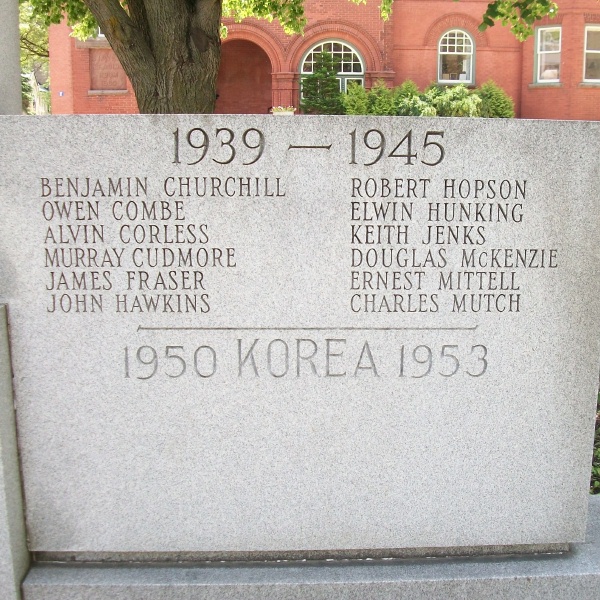 1939 — 1945
BENJAMIN CHURCHILL
OWEN COMBE
ALVIN CORLESS
MURRAY CUDMORE
JAMES FRASER
JOHN HAWKINS
ROBERT HOPSON
ELWIN HUNKING
KEITH JENKS
DOUGLAS McKENZIE
ERNEST MITTELL
CHARLES MUTCH
1950 KOREA 1953